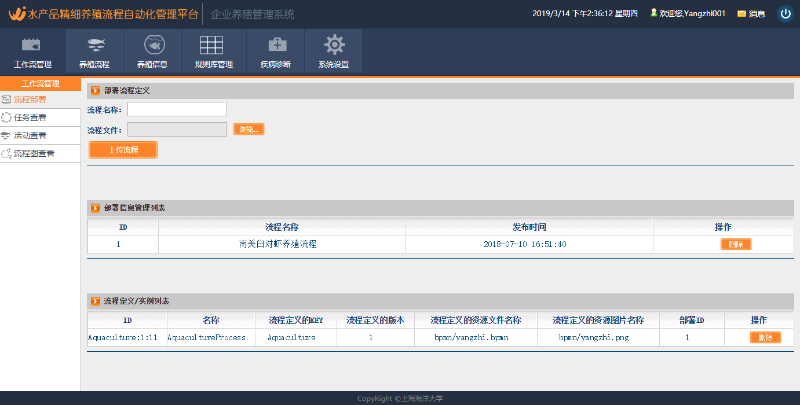 水产品精细养殖流程自动化管理平台 企业养殖管理系统 2019/3/14 下午2:36:12 星期四 欢迎您,Yangzhi001 消息
工作流管理 养殖流程 养殖信息 规则库管理 疾病诊断 系统设置
工作流管理
流程部署
任务查看
活动查看
流程图查看
部署流程定义
流程名称:
流程文件: 浏览...
上传流程
部署信息管理列表
ID 流程名称 发布时间 操作
1 南美白对虾养殖流程 2018-07-10 16:51:40 删除
流程定义/实例列表
ID 名称 流程定义的KEY 流程定义的版本 流程定义的资源文件名称 流程定义的资源图片名称 部署ID 操作
Aquaculture:1:11 AquacultureProcess Aquaculture 1 bpmn/yangzhi.bpmn bpmn/yangzhi.png 1 删除
CopyRight ©上海海洋大学